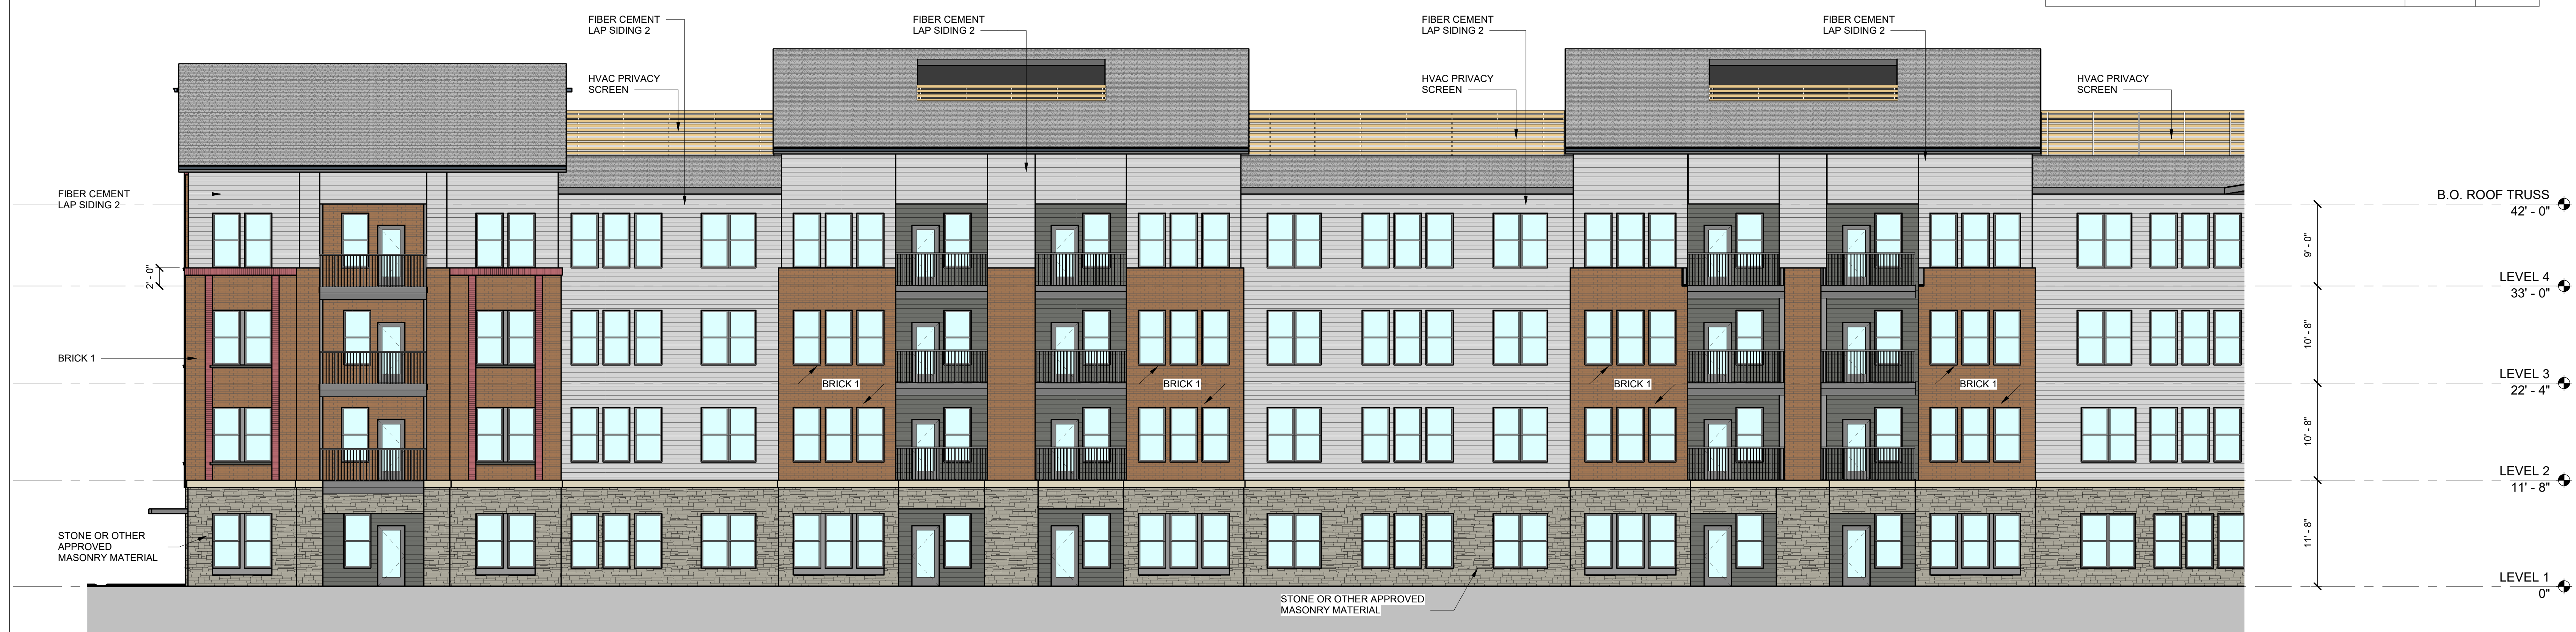 FIBER CEMENT
LAP SIDING 2
FIBER CEMENT
LAP SIDING 2
FIBER CEMENT
LAP SIDING 2
FIBER CEMENT
LAP SIDING 2
HVAC PRIVACY
SCREEN
HVAC PRIVACY
SCREEN
HVAC PRIVACY
SCREEN
FIBER CEMENT
LAP SIDING 2
B.O. ROOF TRUSS
42' - 0"
9' - 0"
2' - 0"
LEVEL 4
33' - 0"
10' - 8"
BRICK 1
BRICK 1
BRICK 1
BRICK 1
BRICK 1
LEVEL 3
22' - 4"
10' - 8"
LEVEL 2
11' - 8"
11' - 8"
STONE OR OTHER
APPROVED
MASONRY MATERIAL
STONE OR OTHER APPROVED
MASONRY MATERIAL
LEVEL 1
0"